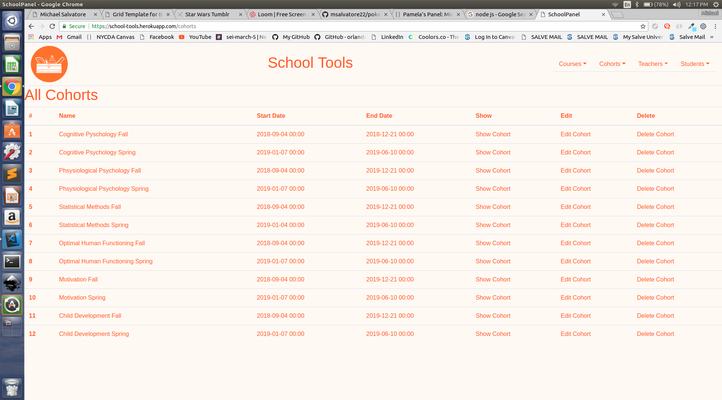 SchoolPanel - Google Chrome
(78%) 12:17 PM
Michael Salvatore
Grid Template for
Star Wars Tumblr
Loom | Free Screen
msalvatore22/poke
Pamela's Panel: M
node js - Google Se
SchoolPanel
Secure https://school-tools.herokuapp.com/cohorts
Apps Gmail NYCDA Canvas Facebook YouTube sei-march-5 | N My GitHub GitHub - orland LinkedIn Coolors.co - The SALVE MAIL Log In to Canv SALVE MAIL My Salve Univer Salve Mail
School Tools
Courses Cohorts Teachers Students
All Cohorts
# Name Start Date End Date Show Edit Delete
1 Cognitive Pyschology Fall 2018-09-04 00:00 2018-12-21 00:00 Show Cohort Edit Cohort Delete Cohort
2 Cognitive Psychology Spring 2019-01-07 00:00 2019-06-10 00:00 Show Cohort Edit Cohort Delete Cohort
3 Phsyiological Psychology Fall 2018-09-04 00:00 2019-12-21 00:00 Show Cohort Edit Cohort Delete Cohort
4 Phsyiological Psychology Spring 2019-01-07 00:00 2019-06-10 00:00 Show Cohort Edit Cohort Delete Cohort
5 Statistical Methods Fall 2018-09-04 00:00 2019-12-21 00:00 Show Cohort Edit Cohort Delete Cohort
6 Statistical Methods Spring 2019-01-04 00:00 2019-06-10 00:00 Show Cohort Edit Cohort Delete Cohort
7 Optimal Human Functioning Fall 2018-09-04 00:00 2019-12-21 00:00 Show Cohort Edit Cohort Delete Cohort
8 Optimal Human Functioning Spring 2019-01-07 00:00 2019-06-10 00:00 Show Cohort Edit Cohort Delete Cohort
9 Motivation Fall 2018-09-04 00:00 2019-12-21 00:00 Show Cohort Edit Cohort Delete Cohort
10 Motivation Spring 2019-01-07 00:00 2019-06-10 00:00 Show Cohort Edit Cohort Delete Cohort
11 Child Development Fall 2018-09-04 00:00 2019-12-21 00:00 Show Cohort Edit Cohort Delete Cohort
12 Child Development Spring 2019-01-07 00:00 2019-06-10 00:00 Show Cohort Edit Cohort Delete Cohort